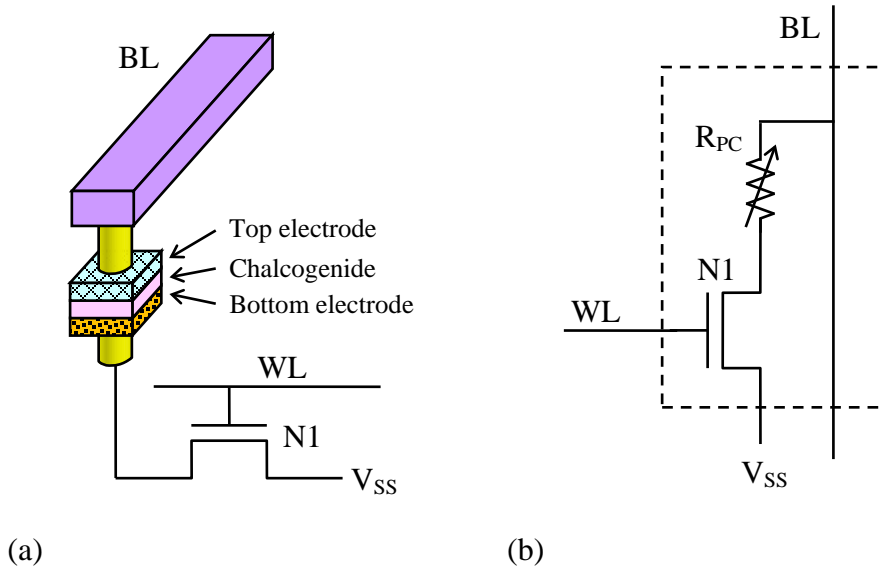 BL
Top electrode
Chalcogenide
Bottom electrode
WL
N1
VSS
(a)
BL
RPC
N1
WL
VSS
(b)